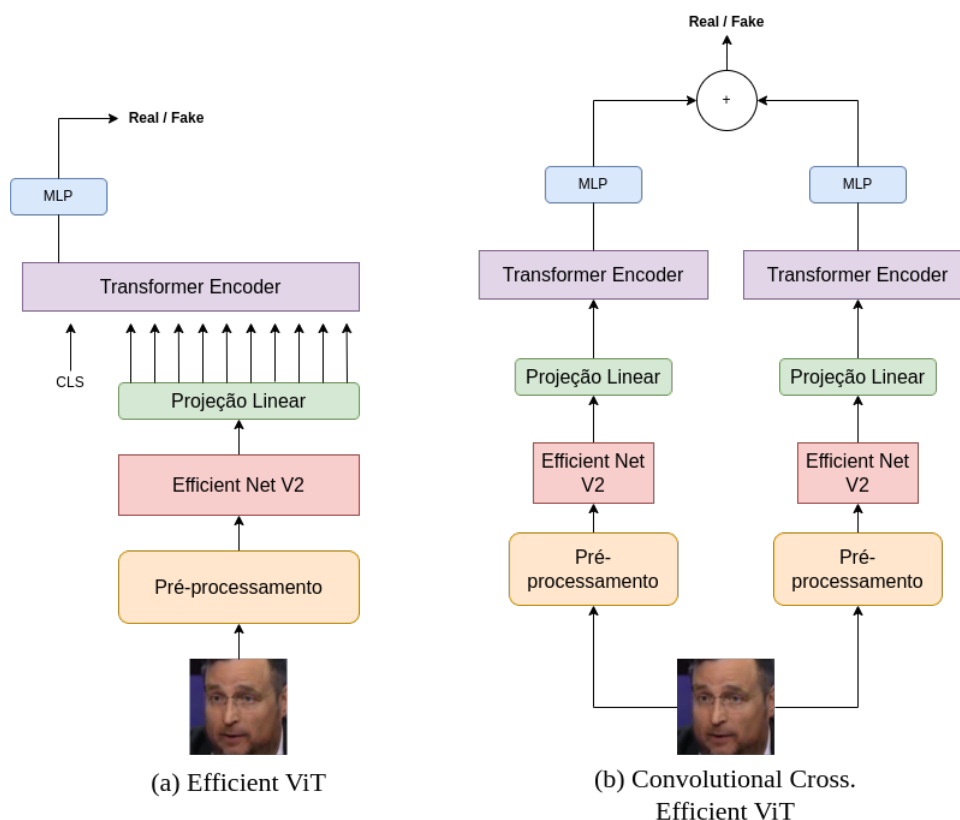 Real / Fake
MLP
Transformer Encoder
CLS
Projeção Linear
Efficient Net V2
Pré-processamento
(a) Efficient ViT
Real / Fake
+
MLP
MLP
Transformer Encoder
Transformer Encoder
Projeção Linear
Projeção Linear
Efficient Net
V2
Efficient Net
V2
Pré-
processamento
Pré-
processamento
(b) Convolutional Cross.
Efficient ViT